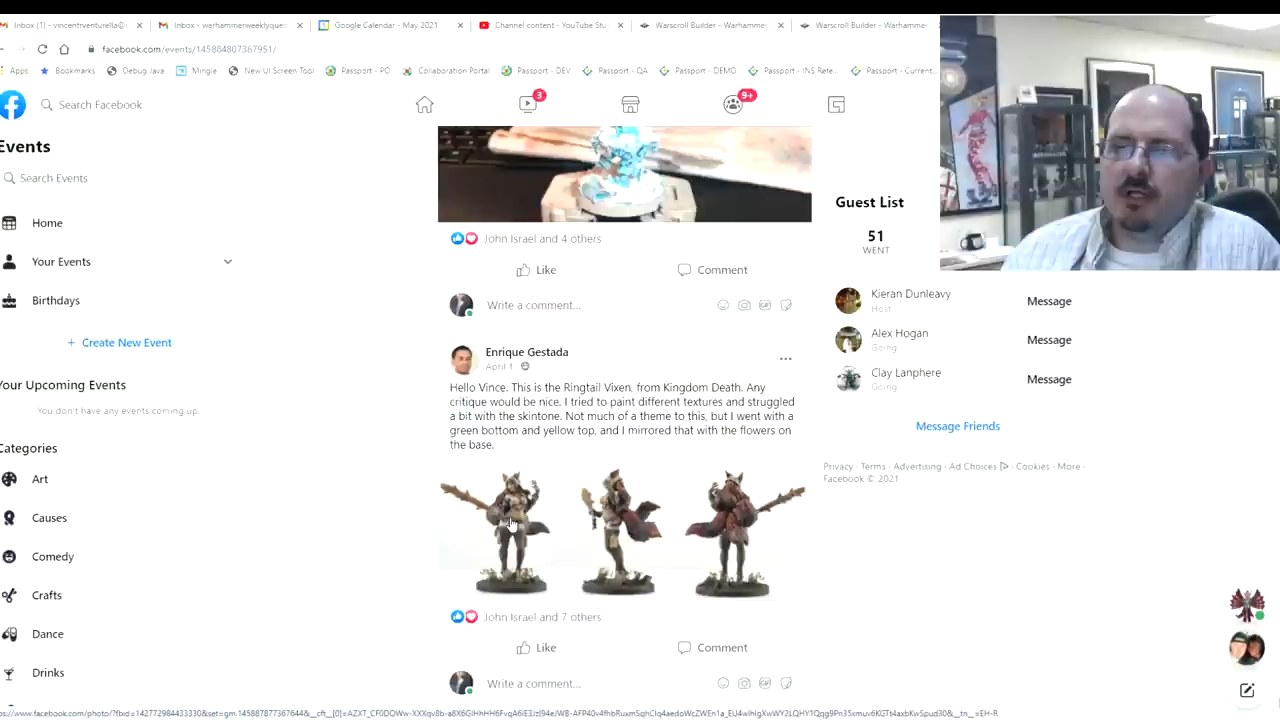 Inbox (1) - vincentrventurella@
Inbox - warhammerweeklyque:
Google Calendar - May 2021
Channel content - YouTube Stu
Warscroll Builder - Warhamme
Warscroll Builder - Warhamme
facebook.com/events/145884807367951/
Apps
Bookmarks
Debug Java
Mingle
New UI Screen Tool
Passport - PO
Collaboration Portal
Passport - DEV
Passport - QA
Passport - DEMO
Passport - INS Rete...
Passport - Current...
Search Facebook
3
9+
Events
Search Events
Home
Your Events
Birthdays
+ Create New Event
Your Upcoming Events
You don't have any events coming up.
Categories
Art
Causes
Comedy
Crafts
Dance
Drinks
John Israel and 4 others
Like
Comment
Write a comment...
GIF
Enrique Gestada
April 1
Hello Vince. This is the Ringtail Vixen, from Kingdom Death. Any
critique would be nice. I tried to paint different textures and struggled
a bit with the skintone. Not much of a theme to this, but I went with a
green bottom and yellow top, and I mirrored that with the flowers on
the base.
John Israel and 7 others
Like
Comment
Write a comment...
GIF
Guest List
51
WENT
Kieran Dunleavy
Host
Message
Alex Hogan
Going
Message
Clay Lanphere
Going
Message
Message Friends
Privacy · Terms · Advertising · Ad Choices · Cookies · More ·
Facebook © 2021